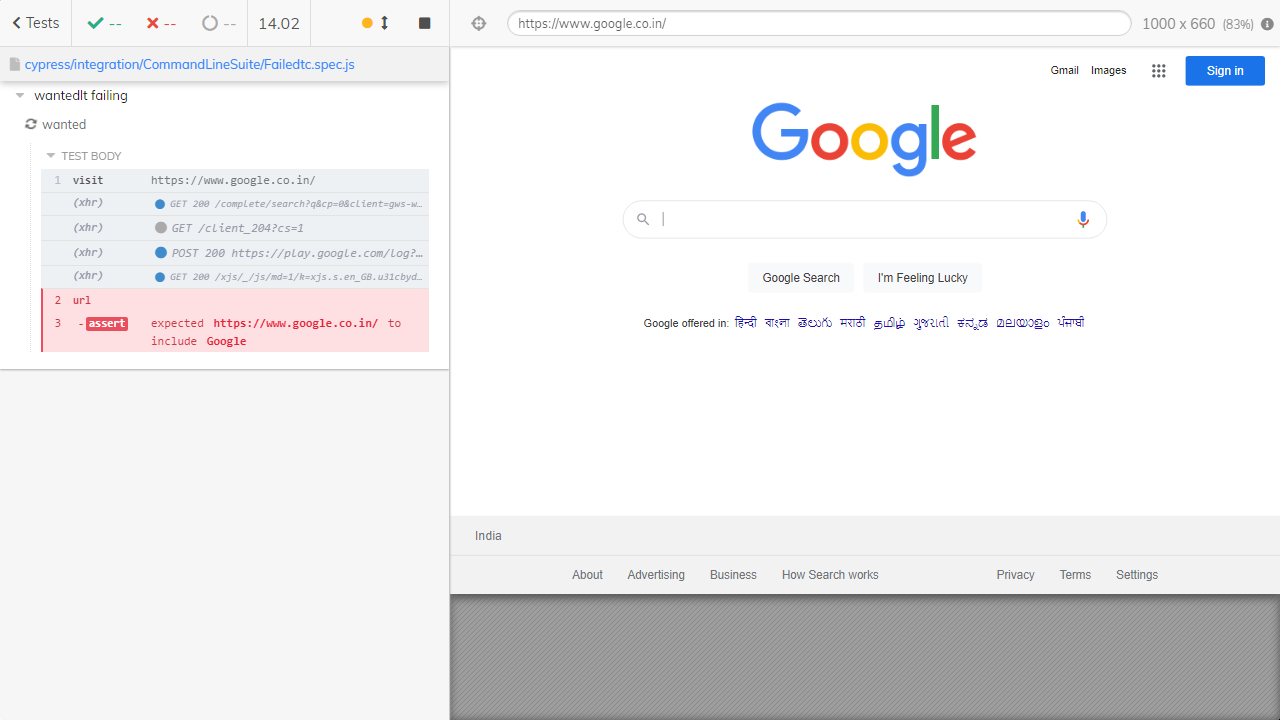 Tests -- -- -- 14.02
cypress/integration/CommandLineSuite/Failedtc.spec.js
wantedIt failing
wanted
TEST BODY
1 visit https://www.google.co.in/
(xhr) GET 200 /complete/search?q&cp=0&client=gws-w…
(xhr) GET /client_204?cs=1
(xhr) POST 200 https://play.google.com/log?…
(xhr) GET 200 /xjs/_/js/md=1/k=xjs.s.en_GB.u31cbyd…
2 url
3 -assert expected https://www.google.co.in/ to
include Google
https://www.google.co.in/ 1000 x 660 (83%)
Gmail Images Sign in
Google
Google Search I'm Feeling Lucky
Google offered in: हिन्दी বাংলা తెలుగు मराठी தமிழ் ગુજરાતી ಕನ್ನಡ മലയാളം ਪੰਜਾਬੀ
India
About Advertising Business How Search works Privacy Terms Settings